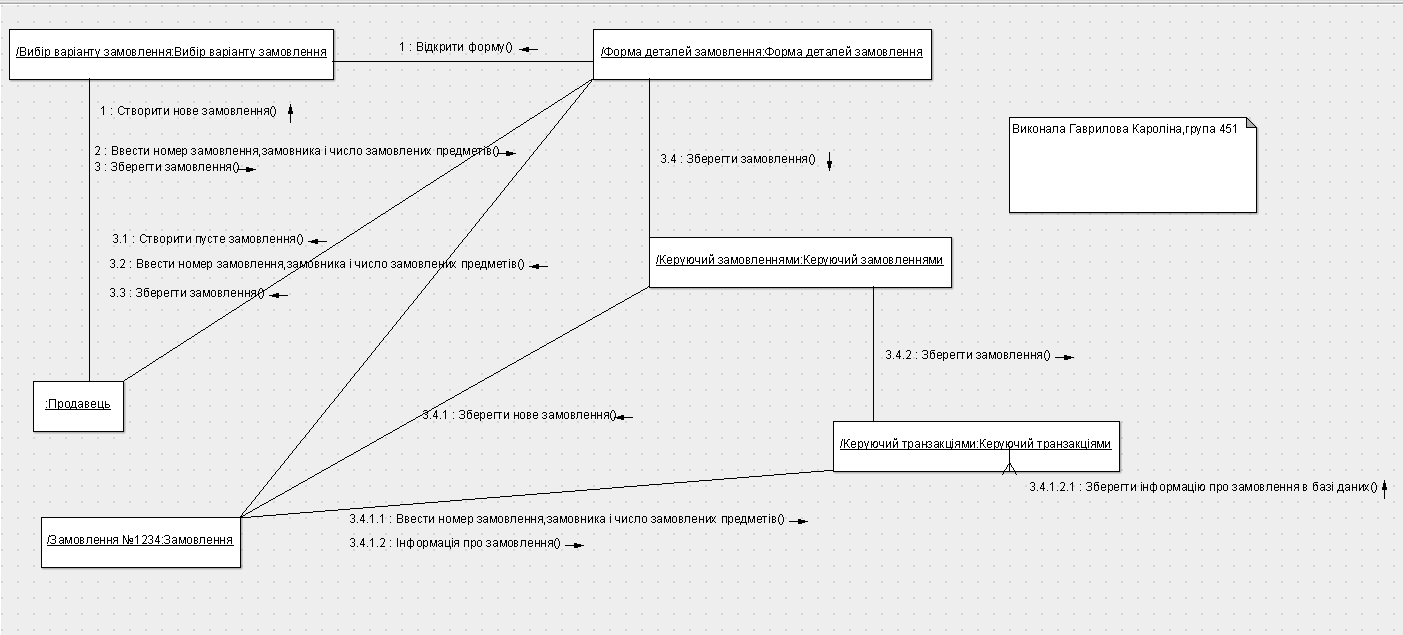 /Вибір варіанту замовлення:Вибір варіанту замовлення
1 : Відкрити форму()
/Форма деталей замовлення:Форма деталей замовлення
1 : Створити нове замовлення()
2 : Ввести номер замовлення,замовника і число замовлених предметів()
3 : Зберегти замовлення()
3.4 : Зберегти замовлення()
Виконала Гаврилова Кароліна,група 451
3.1 : Створити пусте замовлення()
3.2 : Ввести номер замовлення,замовника і число замовлених предметів()
3.3 : Зберегти замовлення()
/Керуючий замовленнями:Керуючий замовленнями
3.4.2 : Зберегти замовлення()
:Продавець
3.4.1 : Зберегти нове замовлення()
/Керуючий транзакціями:Керуючий транзакціями
3.4.1.2.1 : Зберегти інформацію про замовлення в базі даних()
3.4.1.1 : Ввести номер замовлення,замовника і число замовлених предметів()
/Замовлення №1234:Замовлення
3.4.1.2 : Інформація про замовлення()